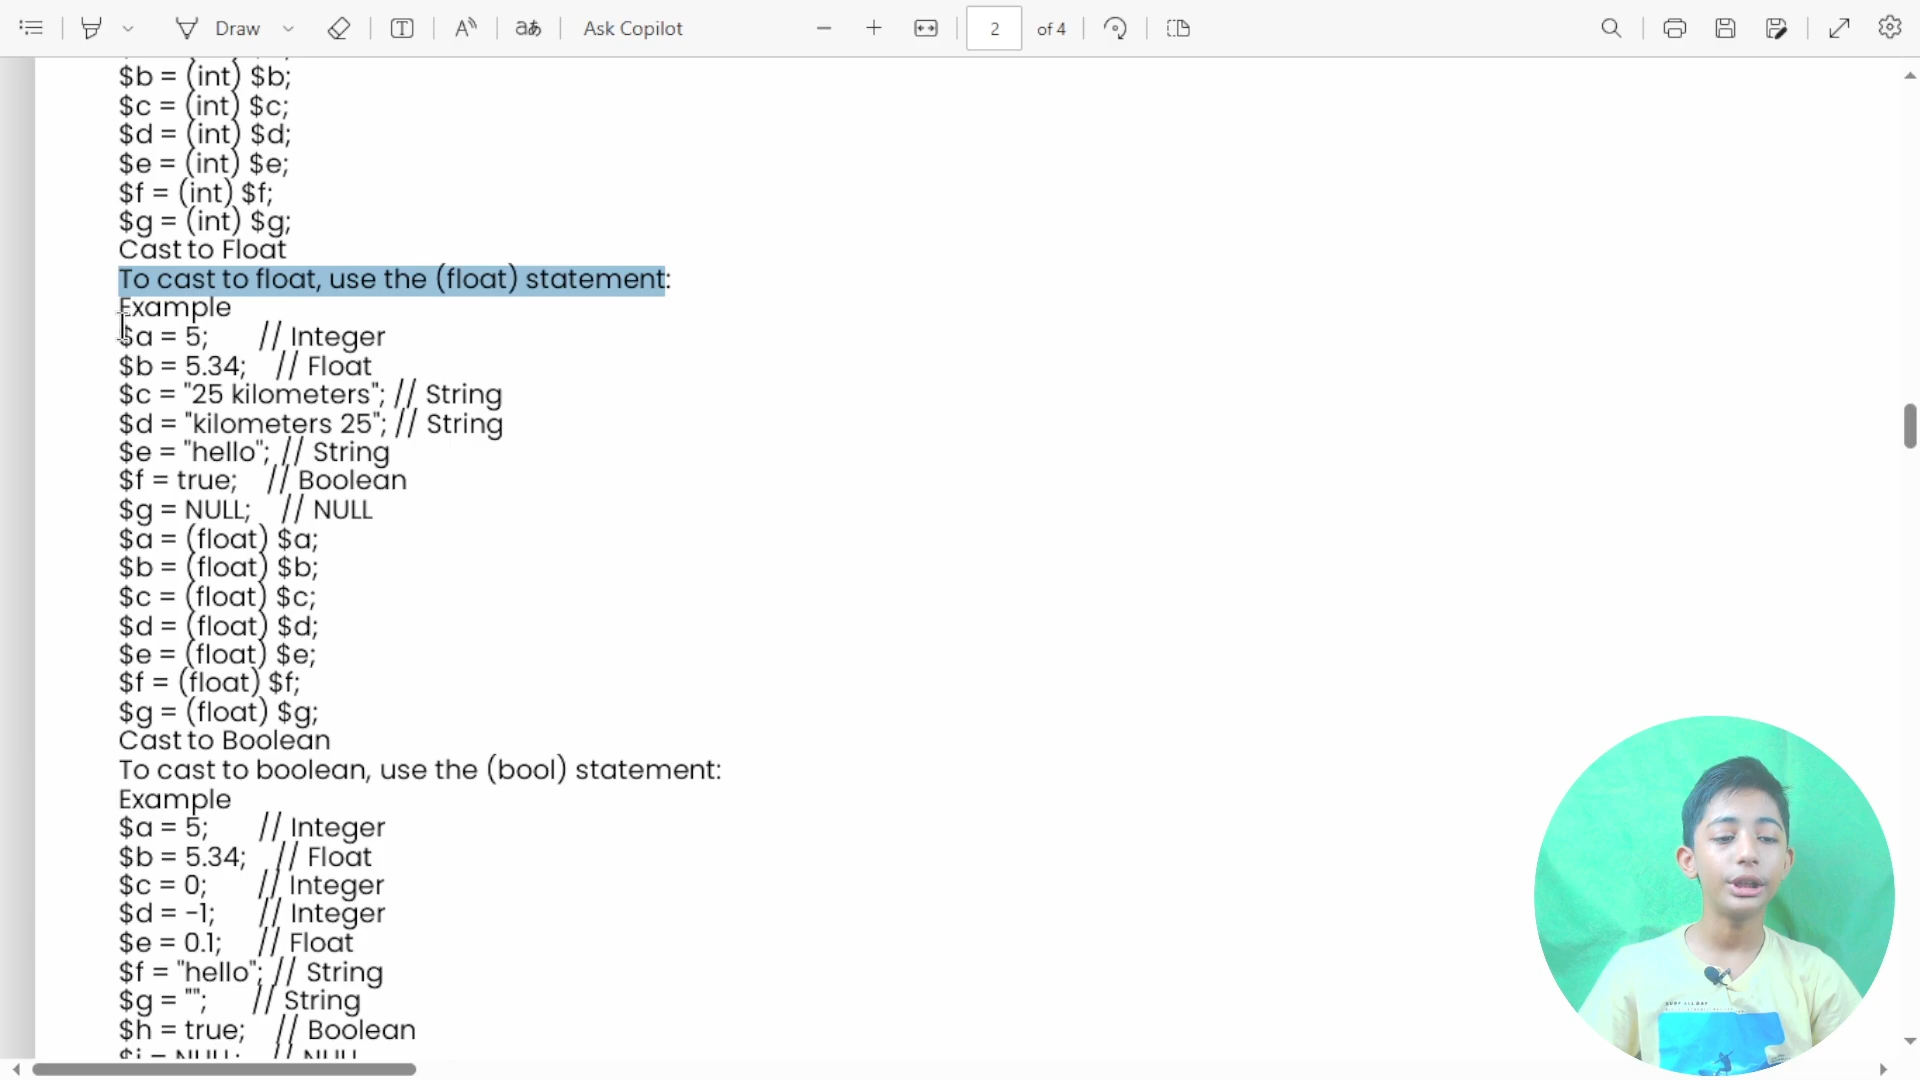 Draw
Ask Copilot
2
of 4
$b = (int) $b;
$c = (int) $c;
$d = (int) $d;
$e = (int) $e;
$f = (int) $f;
$g = (int) $g;
Cast to Float
To cast to float, use the (float) statement:
Example
$a = 5; // Integer
$b = 5.34; // Float
$c = "25 kilometers"; // String
$d = "kilometers 25"; // String
$e = "hello"; // String
$f = true; // Boolean
$g = NULL; // NULL
$a = (float) $a;
$b = (float) $b;
$c = (float) $c;
$d = (float) $d;
$e = (float) $e;
$f = (float) $f;
$g = (float) $g;
Cast to Boolean
To cast to boolean, use the (bool) statement:
Example
$a = 5; // Integer
$b = 5.34; // Float
$c = 0; // Integer
$d = -1; // Integer
$e = 0.1; // Float
$f = "hello"; // String
$g = ""; // String
$h = true; // Boolean
$i = NULL; // NULL